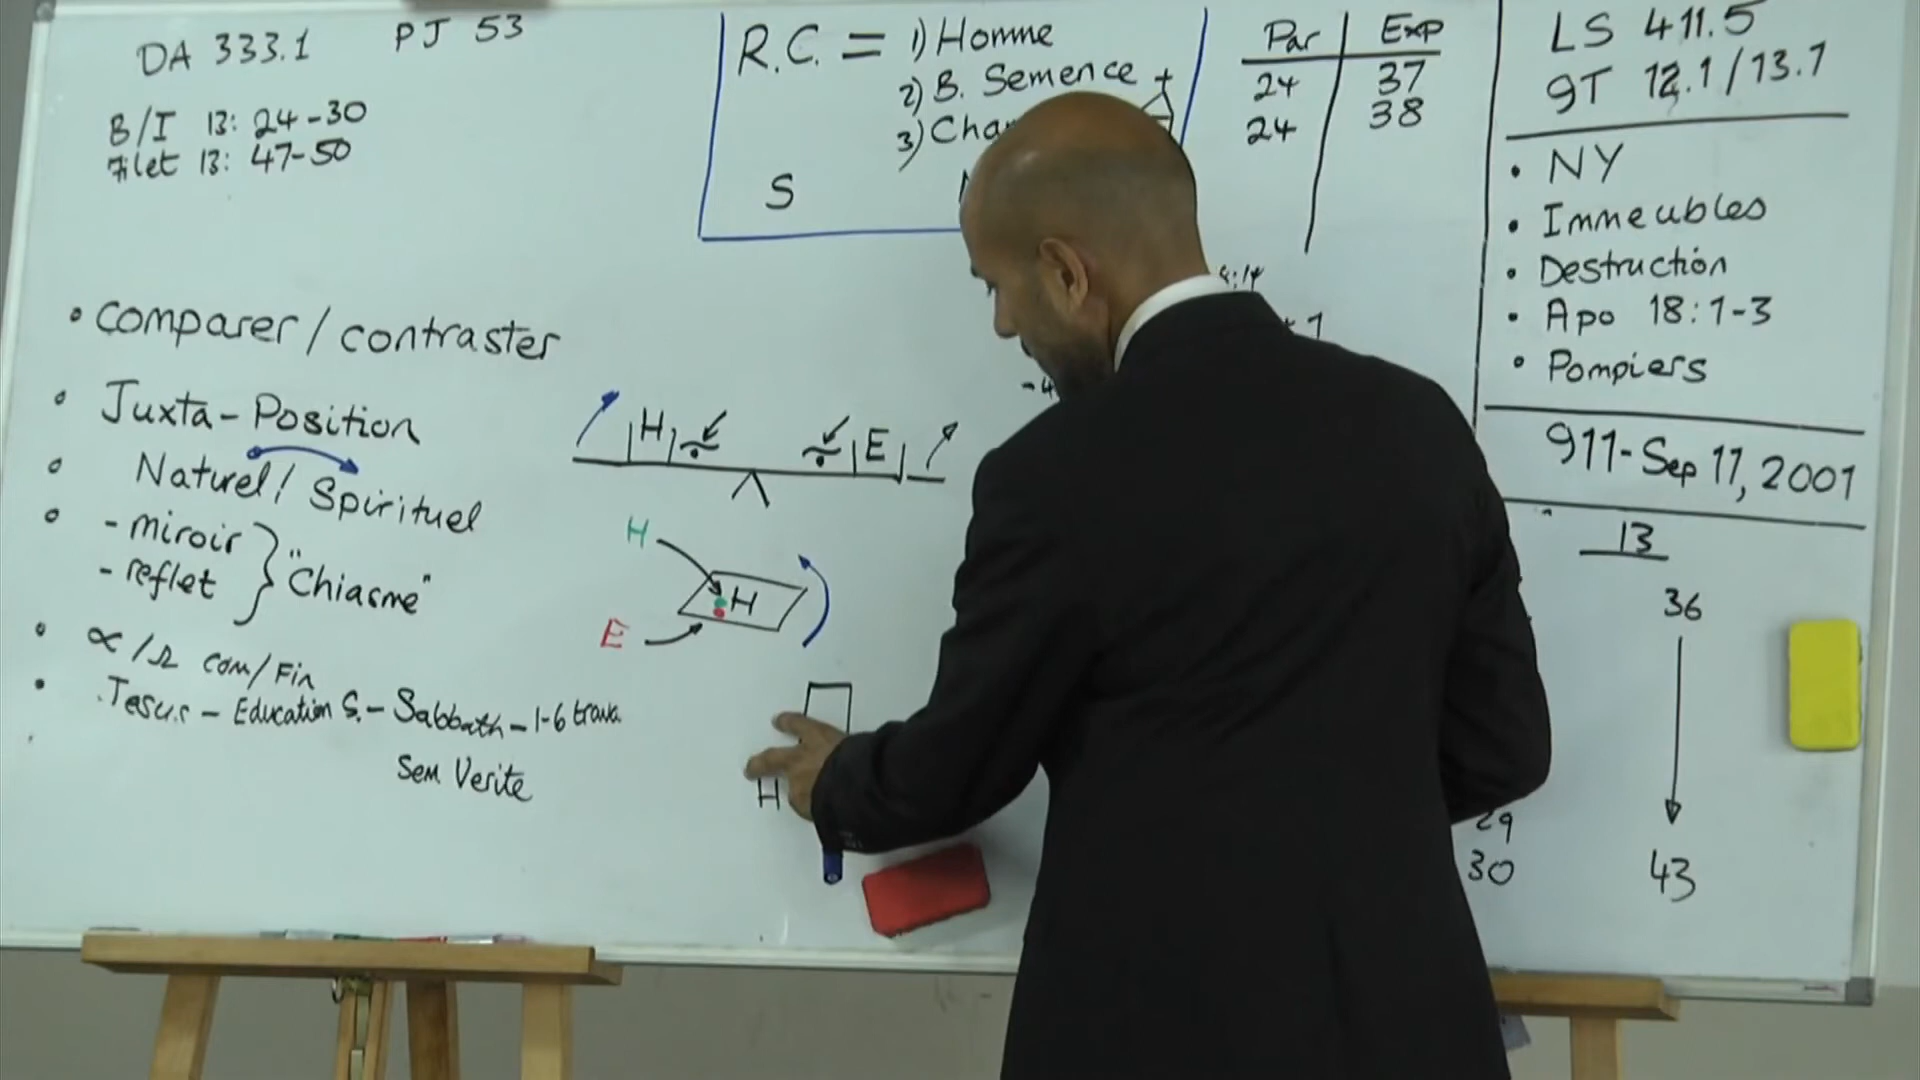 DA 333.1 PJ 53
B/I 13: 24-30
Filet 13: 47-50
R.C. = 1) Homme
2) B. Semence +
3) Cha
S
Par Exp
24 37
24 38
LS 411.5
9T 12.1/13.1
• NY
• Immeubles
• Destruction
• Apo 18:1-3
• Pompiers
911- Sep 11, 2001
13
36
43
29
30
• comparer/contraster
• Juxta-Position
• Naturel/Spirituel
• - miroir
- reflet
"Chiasme"
• α/Ω com/Fin
• Jesus - Education S. - Sabbath - 1-6 trava
Sem Verite
H E
H
H
E
H